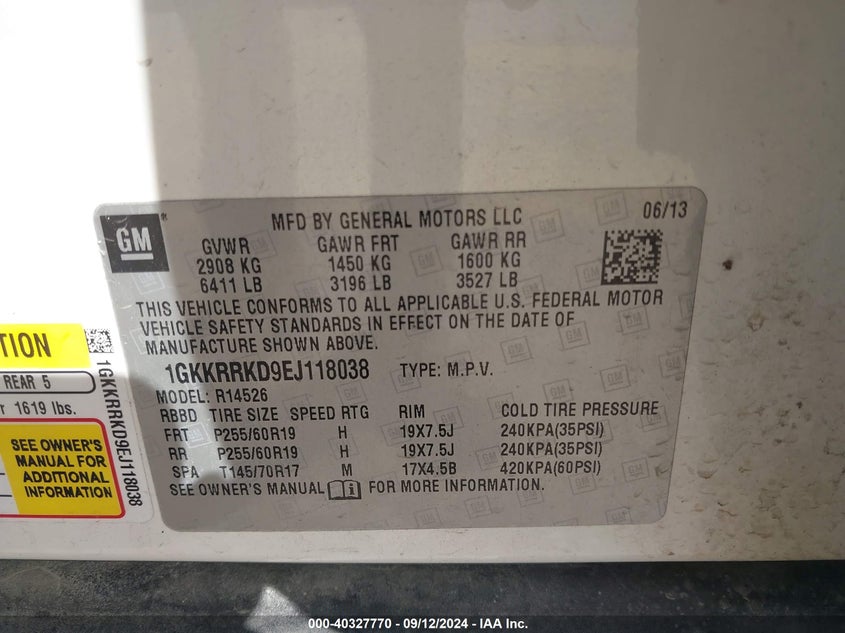 GM
®
MFD BY GENERAL MOTORS LLC
06/13
GVWR GAWR FRT GAWR RR
2908 KG 1450 KG 1600 KG
6411 LB 3196 LB 3527 LB
THIS VEHICLE CONFORMS TO ALL APPLICABLE U.S. FEDERAL MOTOR
VEHICLE SAFETY STANDARDS IN EFFECT ON THE DATE OF
MANUFACTURE SHOWN ABOVE.
1GKKRRKD9EJ118038 TYPE: M.P.V.
MODEL: R14526
RBBD TIRE SIZE SPEED RTG RIM COLD TIRE PRESSURE
FRT P255/60R19 H 19X7.5J 240KPA(35PSI)
RR P255/60R19 H 19X7.5J 240KPA(35PSI)
SPA T145/70R17 M 17X4.5B 420KPA(60PSI)
SEE OWNER'S MANUAL FOR MORE INFORMATION.
TION
REAR 5
1619 lbs.
SEE OWNER'S
MANUAL FOR
ADDITIONAL
INFORMATION
1GKKRRKD9EJ118038
000-40327770 - 09/12/2024 - IAA Inc.